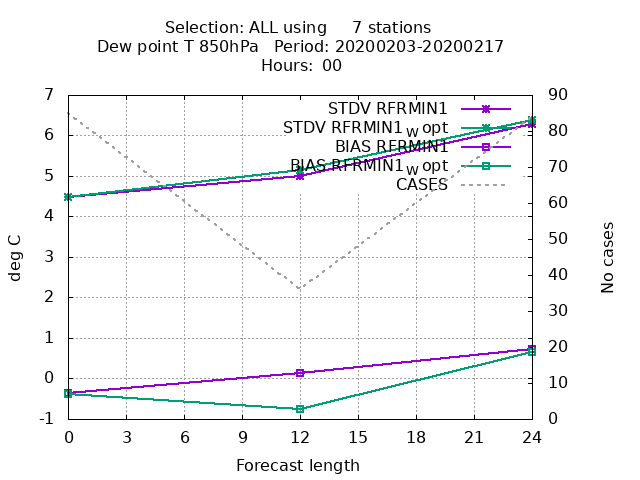 Selection: ALL using 7 stations
Dew point T 850hPa Period: 20200203-20200217
Hours: 00
7
6
5
4
3
2
1
0
-1
deg C
STDV RFRMIN1
STDV RFRMIN1w opt
BIAS RFRMIN1
BIAS RFRMIN1w opt
CASES
90
80
70
60
50
40
30
20
10
0
No cases
0 3 6 9 12 15 18 21 24
Forecast length